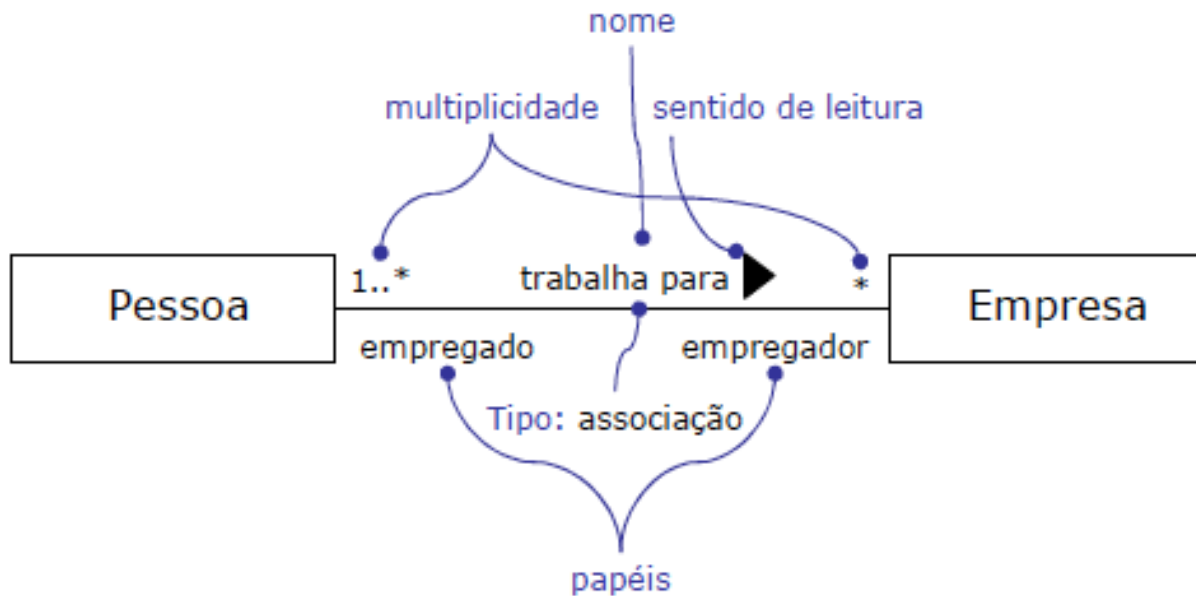 nome
multiplicidade sentido de leitura
1..* trabalha para *
Pessoa Empresa
empregado empregador
Tipo: associação
papéis